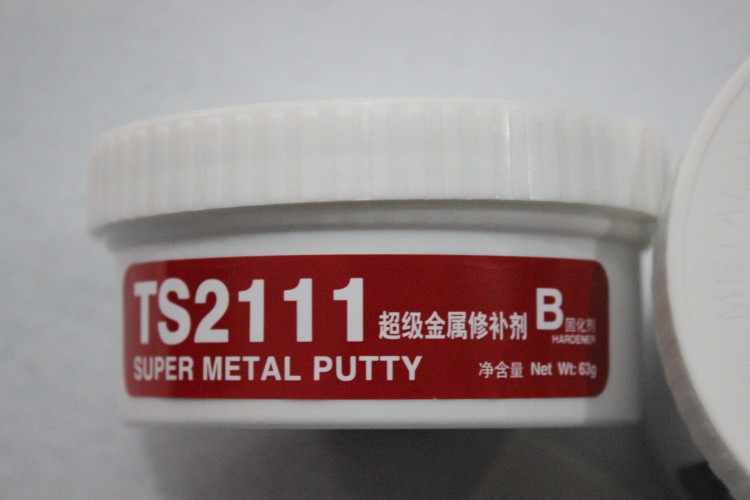 TS2111 超级金属修补剂 B 固化剂
HARDENER
SUPER METAL PUTTY 净含量 Net Wt: 63g